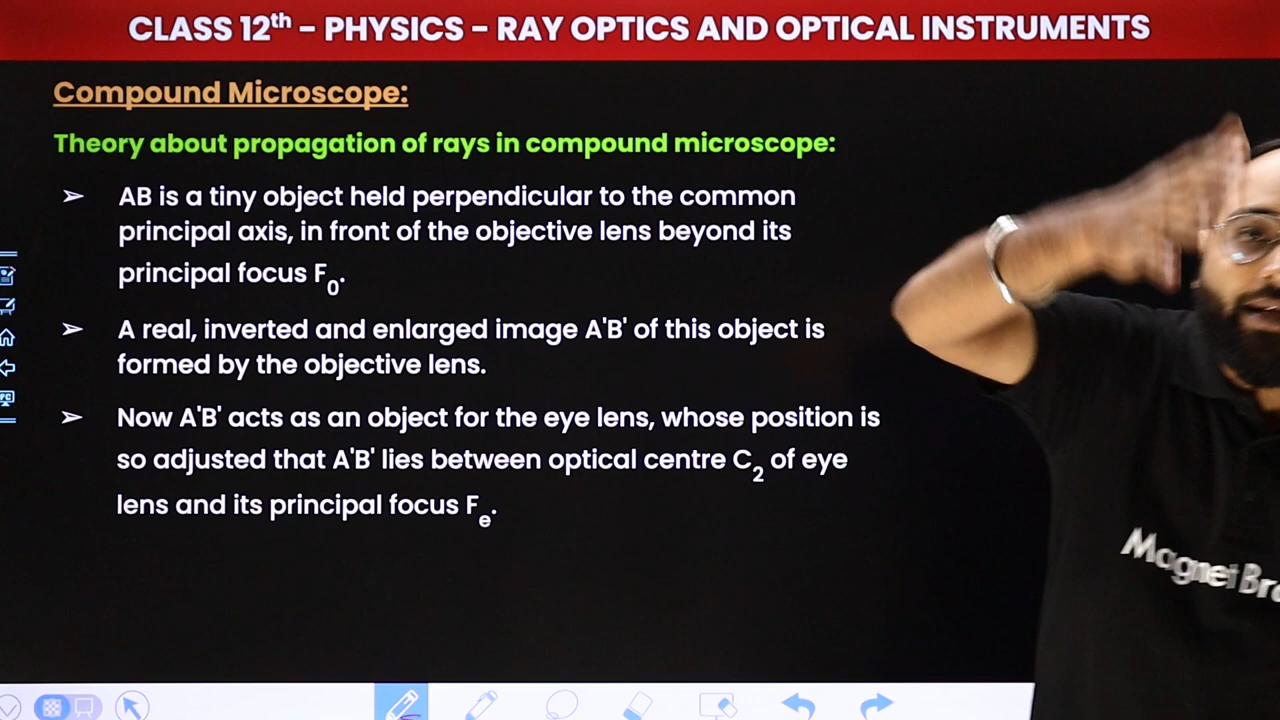 CLASS 12th – PHYSICS – RAY OPTICS AND OPTICAL INSTRUMENTS
Compound Microscope:
Theory about propagation of rays in compound microscope:
➢ AB is a tiny object held perpendicular to the common
principal axis, in front of the objective lens beyond its
principal focus F0.
➢ A real, inverted and enlarged image A'B' of this object is
formed by the objective lens.
➢ Now A'B' acts as an object for the eye lens, whose position is
so adjusted that A'B' lies between optical centre C2 of eye
lens and its principal focus Fe.
Magnet Bra